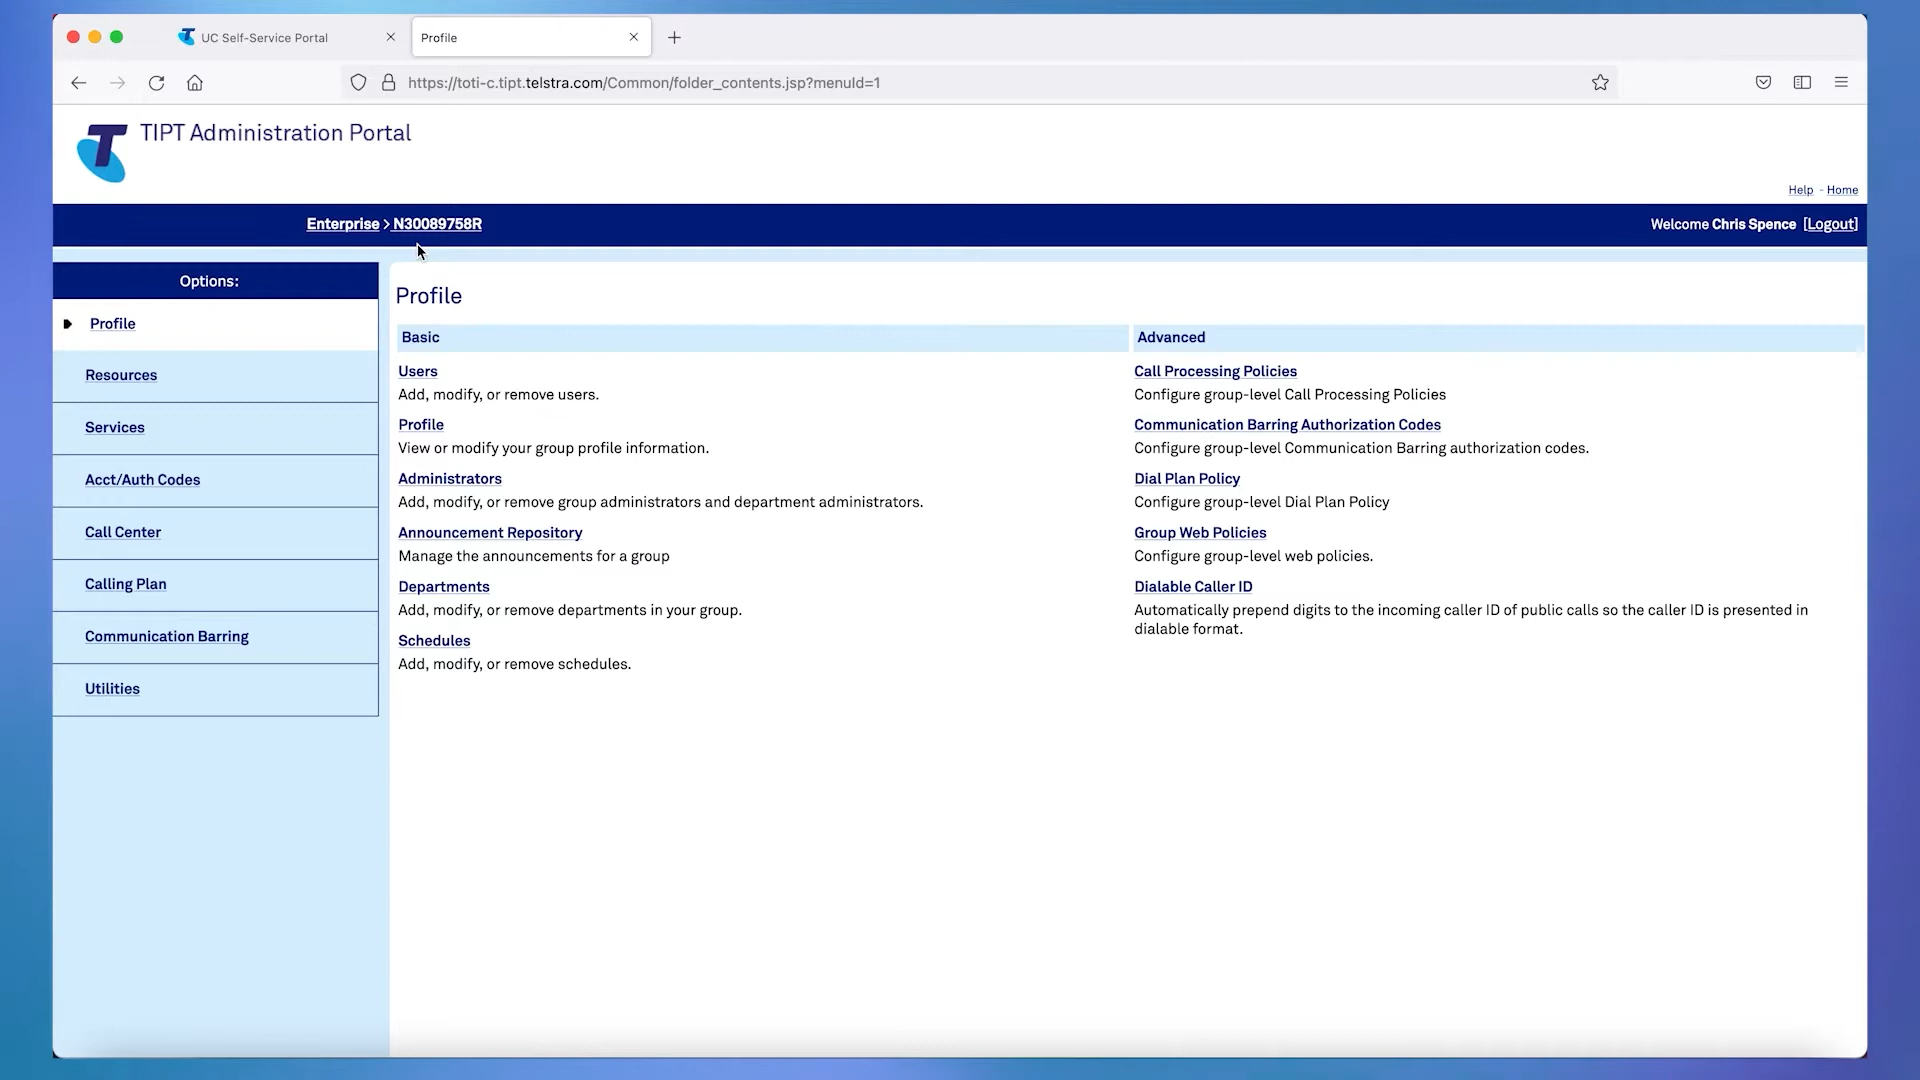 UC Self-Service Portal
Profile
https://toti-c.tipt.telstra.com/Common/folder_contents.jsp?menuId=1
TIPT Administration Portal
Help - Home
Enterprise > N30089758R
Welcome Chris Spence [Logout]
Options:
Profile
Resources
Services
Acct/Auth Codes
Call Center
Calling Plan
Communication Barring
Utilities
Profile
Basic
Users
Add, modify, or remove users.
Profile
View or modify your group profile information.
Administrators
Add, modify, or remove group administrators and department administrators.
Announcement Repository
Manage the announcements for a group
Departments
Add, modify, or remove departments in your group.
Schedules
Add, modify, or remove schedules.
Advanced
Call Processing Policies
Configure group-level Call Processing Policies
Communication Barring Authorization Codes
Configure group-level Communication Barring authorization codes.
Dial Plan Policy
Configure group-level Dial Plan Policy
Group Web Policies
Configure group-level web policies.
Dialable Caller ID
Automatically prepend digits to the incoming caller ID of public calls so the caller ID is presented in
dialable format.